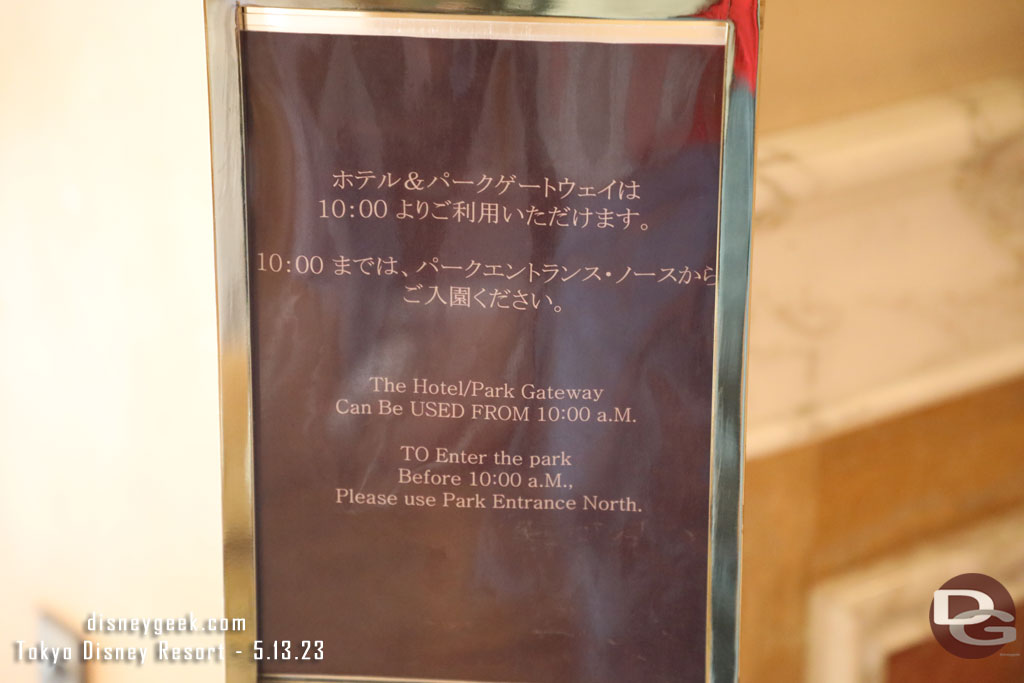 ホテル&パークゲートウェイは
10:00 よりご利用いただけます。
10:00 までは、パークエントランス・ノースから
ご入園ください。
The Hotel/Park Gateway
Can Be USED FROM 10:00 a.M.
TO Enter the park
Before 10:00 a.M.,
Please use Park Entrance North.
disneygeek.com
Tokyo Disney Resort - 5.13.23
DG